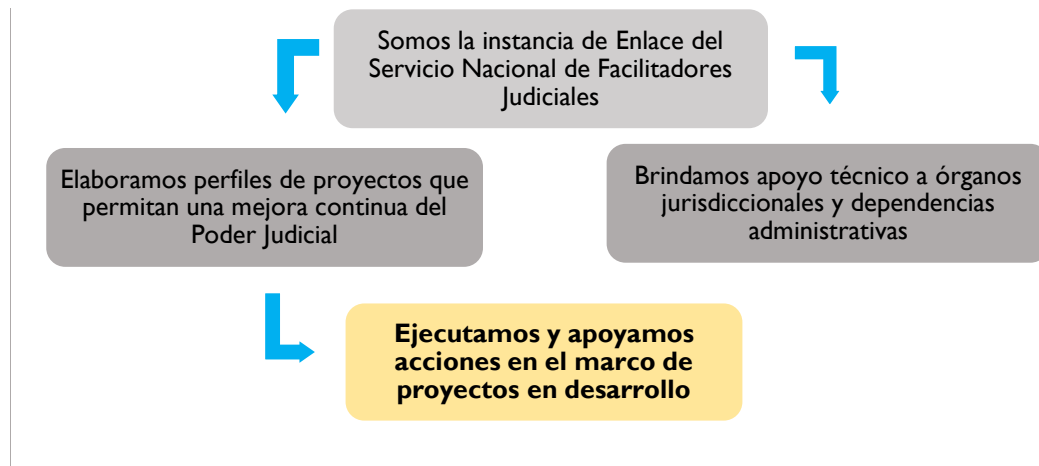 Somos la instancia de Enlace del
Servicio Nacional de Facilitadores
Judiciales
Elaboramos perfiles de proyectos que
permitan una mejora continua del
Poder Judicial
Brindamos apoyo técnico a órganos
jurisdiccionales y dependencias
administrativas
Ejecutamos y apoyamos
acciones en el marco de
proyectos en desarrollo